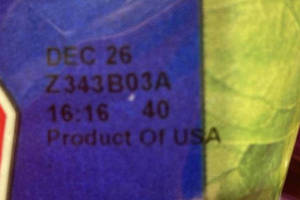 DEC 26
Z343B03A
16:16 40
Product Of USA